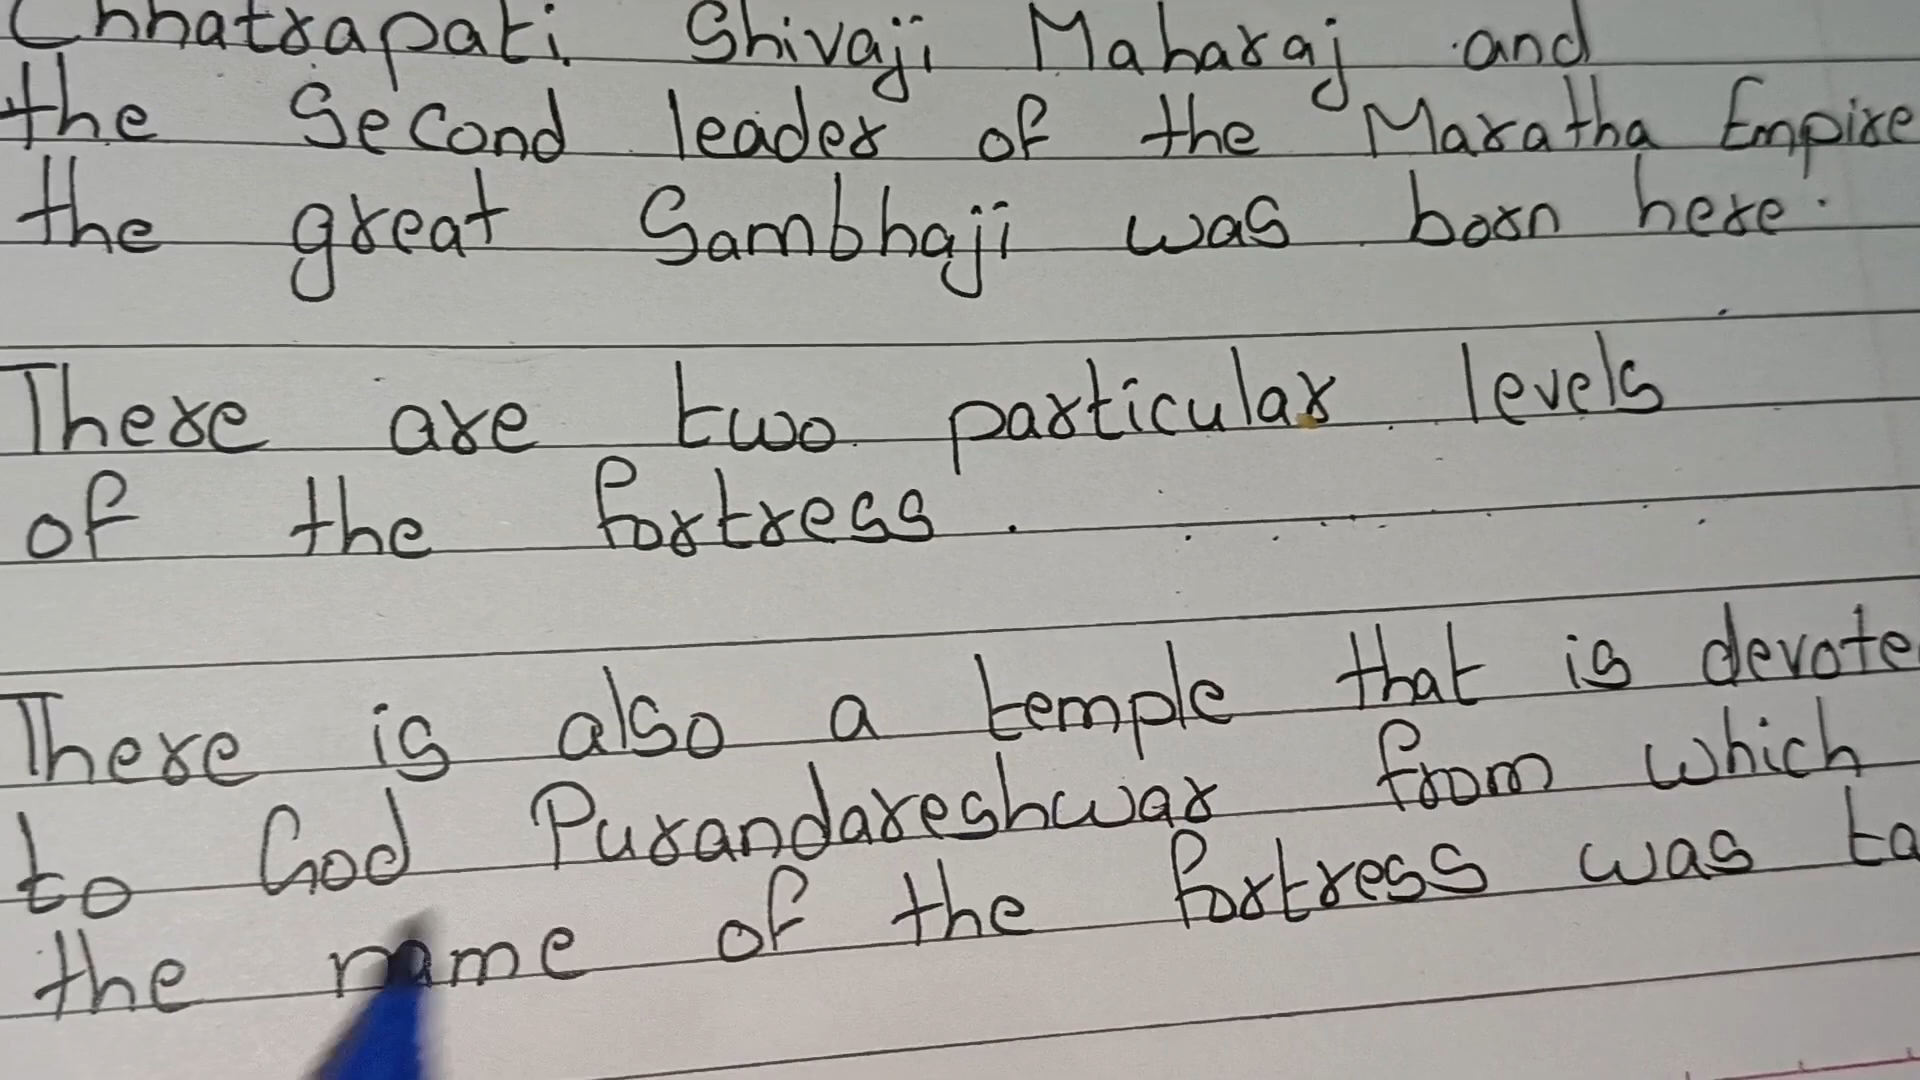 Chhatrapati Shivaji Maharaj and
the Second leader of the Maratha Empire
the great Sambhaji was born here.
There are two particular levels
of the fortress.
There is also a temple that is devote
to God Purandareshwar from which
the name of the fortress was ta